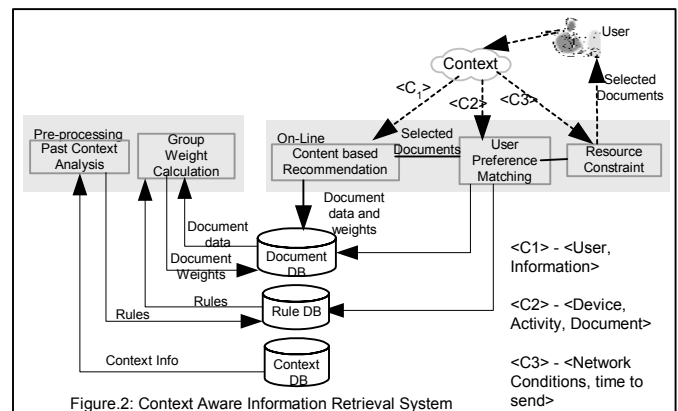 User
Context
<C1>
<C2>
<C3>
Selected
Documents
Pre-processing
Past Context
Analysis
Group
Weight
Calculation
On-Line
Content based
Recommendation
Selected
Documents
User
Preference
Matching
Resource
Constraint
Document
data
Document
Weights
Document
data and
weights
Document
DB
Rules
Rules
Rule DB
Context Info
Context
DB
<C1> - <User,
Information>
<C2> - <Device,
Activity, Document>
<C3> - <Network
Conditions, time to
send>
Figure.2: Context Aware Information Retrieval System